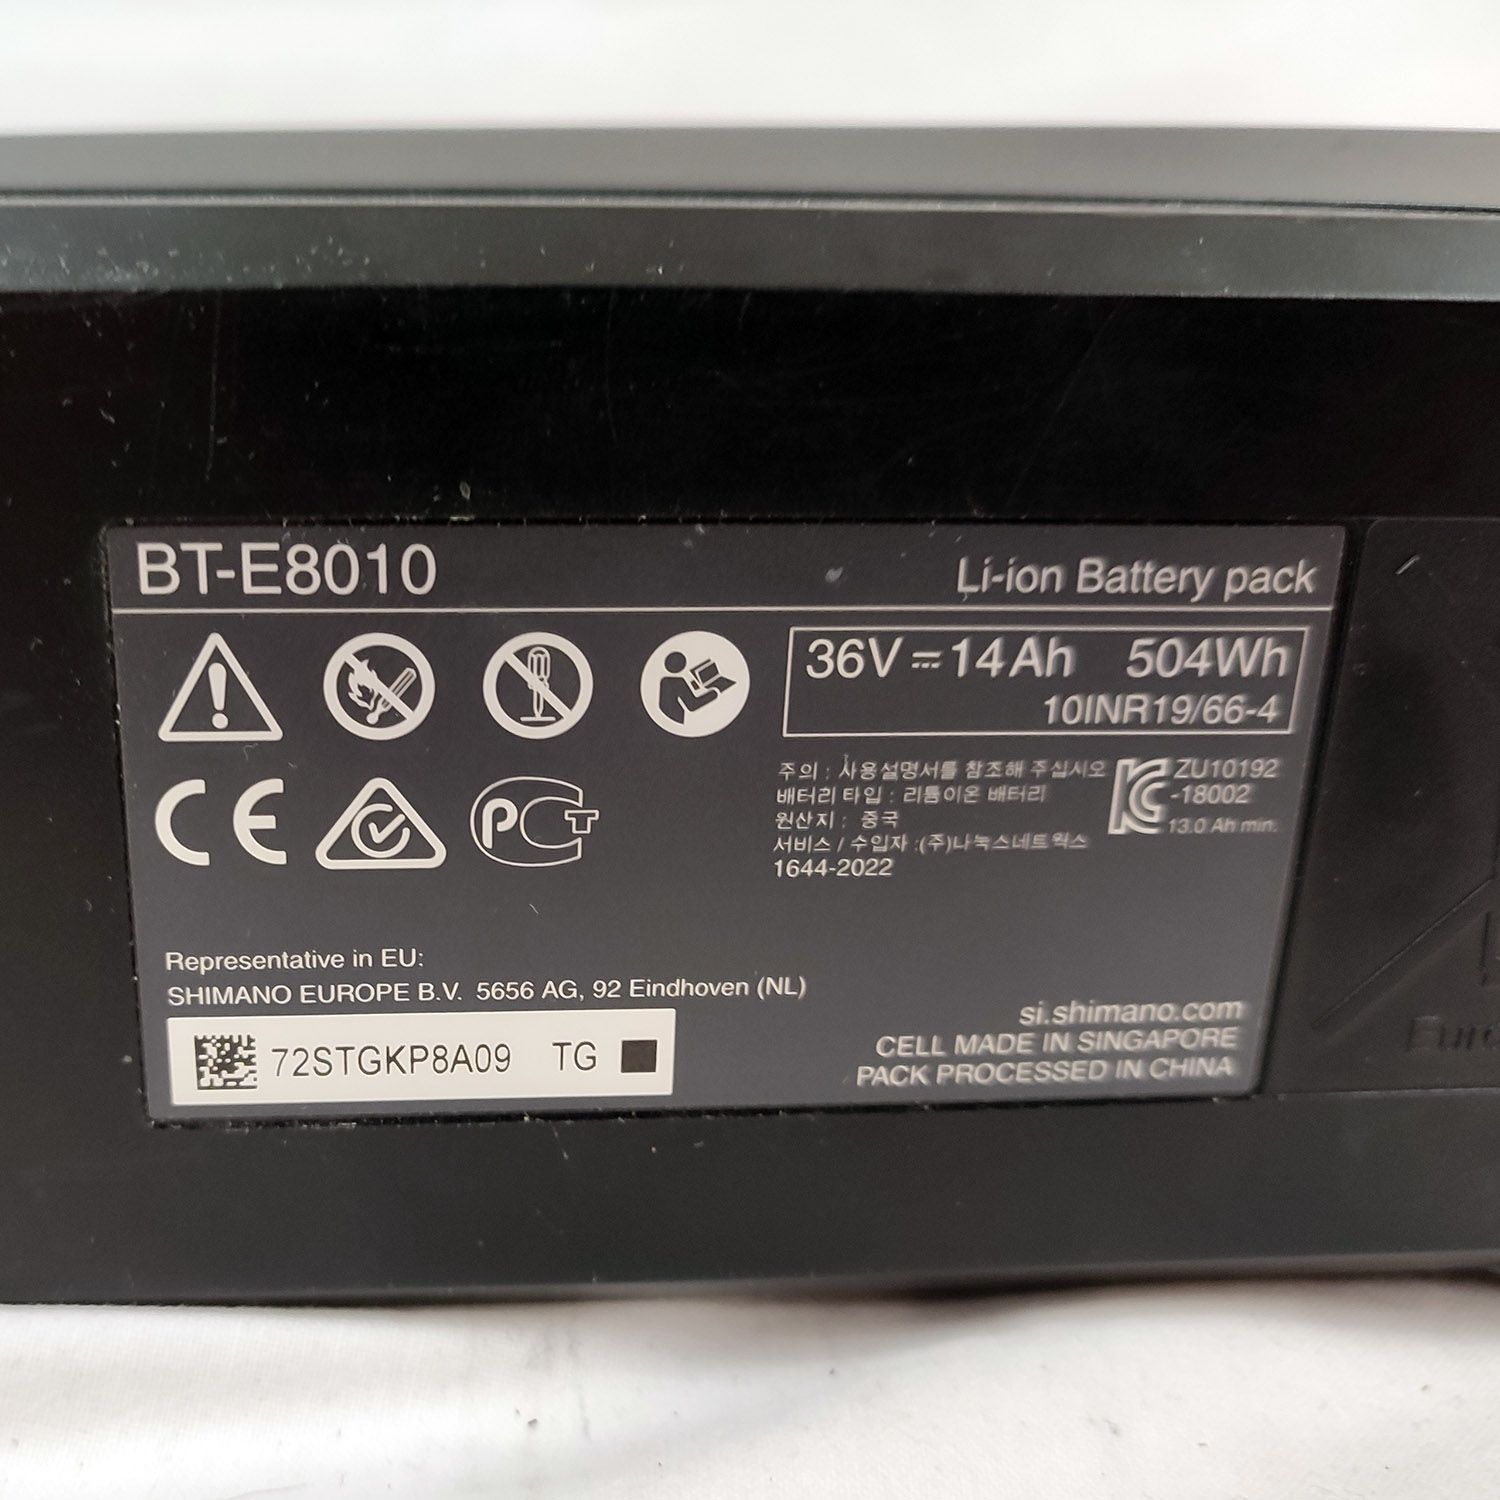 BT-E8010
Li-ion Battery pack
36V ⎓ 14Ah 504Wh
10INR19/66-4
주의 : 사용설명서를 참조해 주십시오
배터리 타입 : 리튬이온 배터리
원산지 : 중국
서비스 / 수입자 :(주)나눅스네트웍스
1644-2022
ZU10192
-18002
13.0 Ah min.
CE
PCT
Representative in EU:
SHIMANO EUROPE B.V. 5656 AG, 92 Eindhoven (NL)
72STGKP8A09 TG
si.shimano.com
CELL MADE IN SINGAPORE
PACK PROCESSED IN CHINA